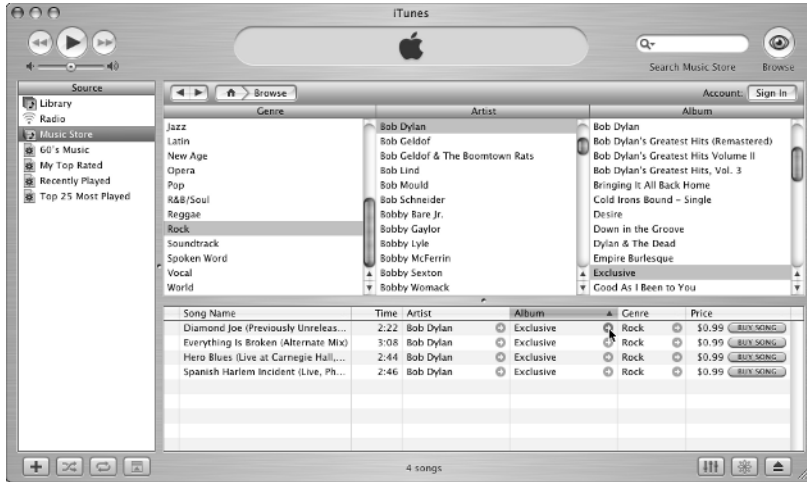 iTunes
Search Music Store
Browse
Source
Library
Radio
Music Store
60's Music
My Top Rated
Recently Played
Top 25 Most Played
Browse
Account: Sign In
Genre
Jazz
Latin
New Age
Opera
Pop
R&B/Soul
Reggae
Rock
Soundtrack
Spoken Word
Vocal
World
Artist
Bob Dylan
Bob Geldof
Bob Geldof & The Boomtown Rats
Bob Lind
Bob Mould
Bob Schneider
Bobby Bare Jr.
Bobby Gaylor
Bobby Lyle
Bobby McFerrin
Bobby Sexton
Bobby Womack
Album
Bob Dylan
Bob Dylan's Greatest Hits (Remastered)
Bob Dylan's Greatest Hits Volume II
Bob Dylan's Greatest Hits, Vol. 3
Bringing It All Back Home
Cold Irons Bound – Single
Desire
Down in the Groove
Dylan & The Dead
Empire Burlesque
Exclusive
Good As I Been to You
Song Name Time Artist Album Genre Price
Diamond Joe (Previously Unreleas... 2:22 Bob Dylan Exclusive Rock $0.99 BUY SONG
Everything Is Broken (Alternate Mix) 3:08 Bob Dylan Exclusive Rock $0.99 BUY SONG
Hero Blues (Live at Carnegie Hall,... 2:44 Bob Dylan Exclusive Rock $0.99 BUY SONG
Spanish Harlem Incident (Live, Ph... 2:46 Bob Dylan Exclusive Rock $0.99 BUY SONG
4 songs